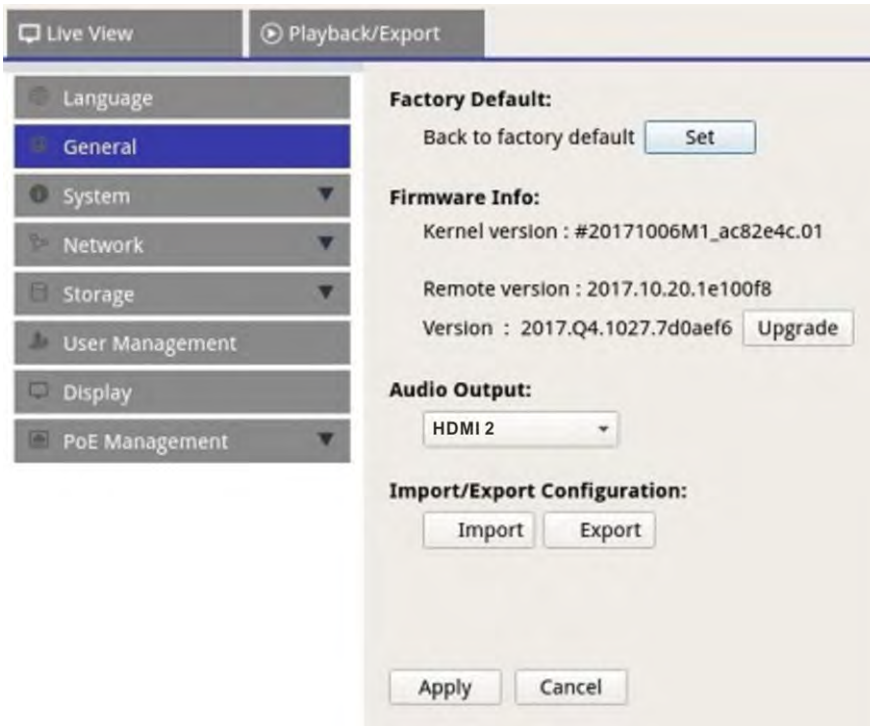 Live View
Playback/Export
Language
General
System
Network
Storage
User Management
Display
PoE Management
Factory Default:
Back to factory default Set
Firmware Info:
Kernel version : #20171006M1_ac82e4c.01
Remote version : 2017.10.20.1e100f8
Version : 2017.Q4.1027.7d0aef6 Upgrade
Audio Output:
HDMI 2
Import/Export Configuration:
Import Export
Apply Cancel